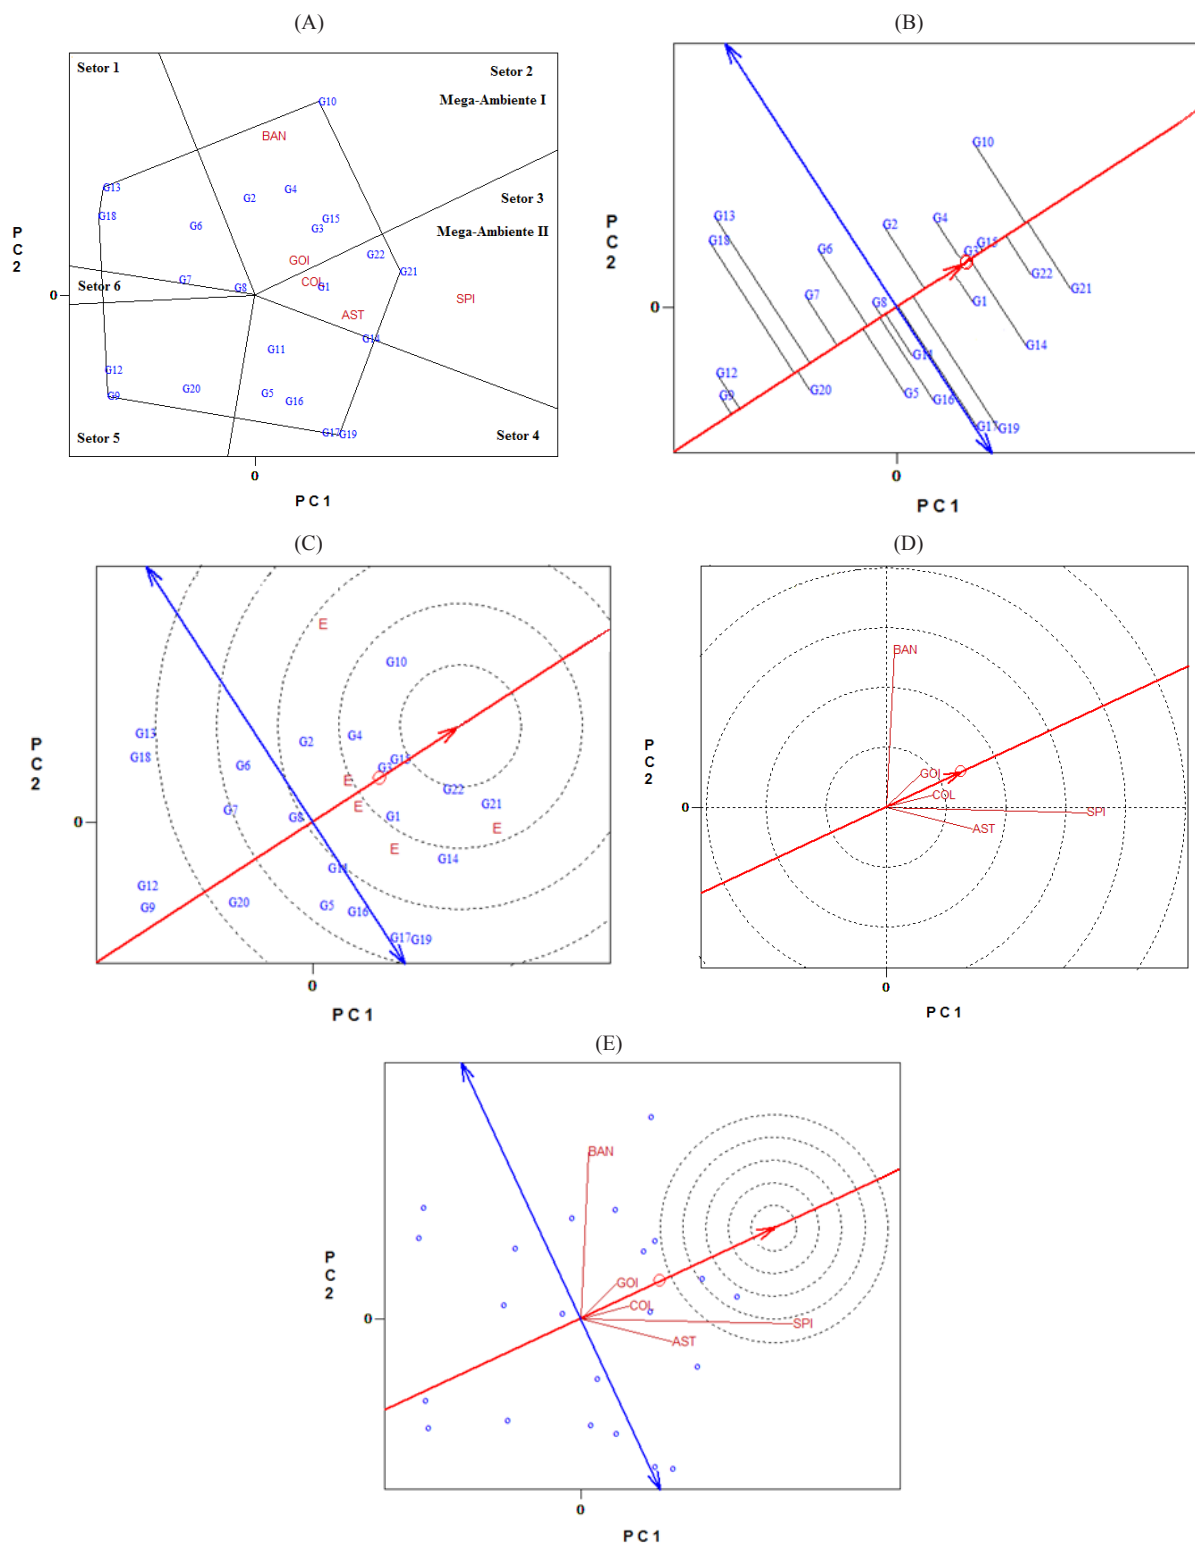 (A)
Setor 1
Setor 2
Mega-Ambiente I
G10
BAN
G13
G4
G2
Setor 3
G18
G15
G6
G3
Mega-Ambiente II
G22
GOI
G21
G7
COL
G1
Setor 6
G8
SPI
AST
G14
G11
G12
G20
G5
G9
G16
Setor 5
G17
G19
Setor 4
P
C
2
0
0
P C 1
(B)
G10
G13
G4
G2
G18
G15
G6
G3
G22
G21
G7
G8
G1
G14
G11
G12
G20
G5
G9
G16
G17
G19
P
C
2
0
0
P C 1
(C)
E
G10
G13
G4
G2
G18
G15
G6
G3
E
G22
G21
G7
E
G8
G1
E
E
G14
G11
G12
G20
G5
G9
G16
G17
G19
P
C
2
0
0
P C 1
(D)
BAN
GOI
COL
SPI
AST
P
C
2
0
0
P C 1
(E)
BAN
GOI
COL
SPI
AST
P
C
2
0
0
P C 1